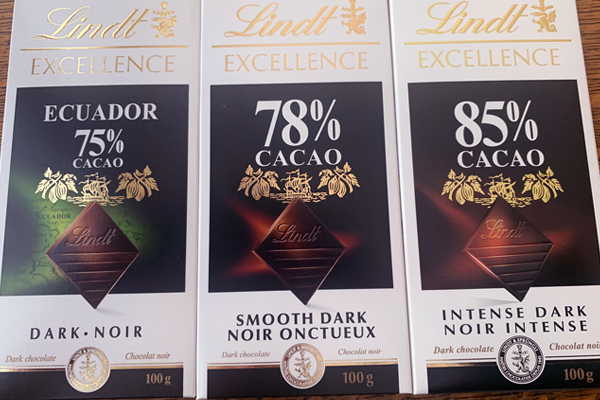 Lindt
EXCELLENCE
ECUADOR
75%
CACAO
ECUADOR
Lindt
DARK • NOIR
Dark chocolate
Chocolat noir
100 g
Lindt
EXCELLENCE
78%
CACAO
Lindt
SMOOTH DARK
NOIR ONCTUEUX
Dark chocolate
Chocolat noir
100 g
Lindt
EXCELLENCE
85%
CACAO
Lindt
INTENSE DARK
NOIR INTENSE
Dark chocolate
Chocolat noir
100 g